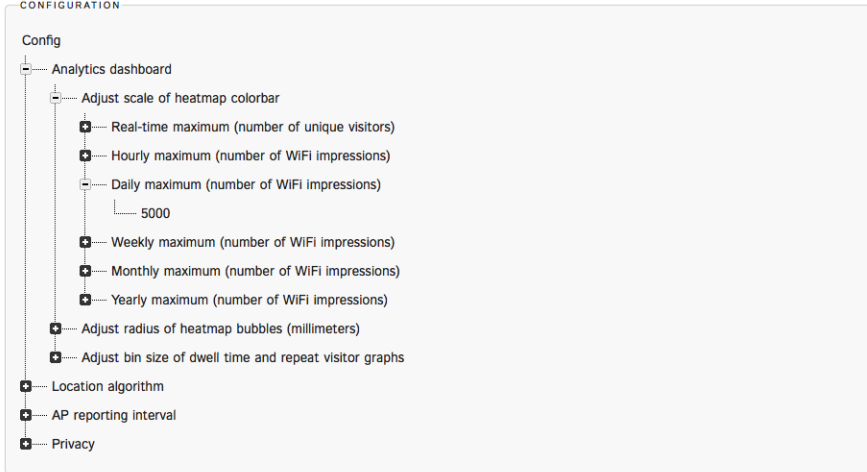 CONFIGURATION
Config
Analytics dashboard
Adjust scale of heatmap colorbar
Real-time maximum (number of unique visitors)
Hourly maximum (number of WiFi impressions)
Daily maximum (number of WiFi impressions)
5000
Weekly maximum (number of WiFi impressions)
Monthly maximum (number of WiFi impressions)
Yearly maximum (number of WiFi impressions)
Adjust radius of heatmap bubbles (millimeters)
Adjust bin size of dwell time and repeat visitor graphs
Location algorithm
AP reporting interval
Privacy